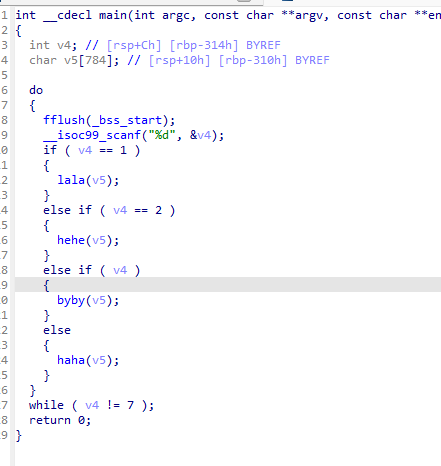 1 int __cdecl main(int argc, const char **argv, const char **en
2 {
3 int v4; // [rsp+Ch] [rbp-314h] BYREF
4 char v5[784]; // [rsp+10h] [rbp-310h] BYREF
5
6 do
7 {
8 fflush(_bss_start);
9 __isoc99_scanf("%d", &v4);
.0 if ( v4 == 1 )
.1 {
.2 lala(v5);
.3 }
.4 else if ( v4 == 2 )
.5 {
.6 hehe(v5);
.7 }
.8 else if ( v4 )
.9 {
.0 byby(v5);
.1 }
.2 else
.3 {
.4 haha(v5);
.5 }
.6 }
.7 while ( v4 != 7 );
.8 return 0;
.9 }